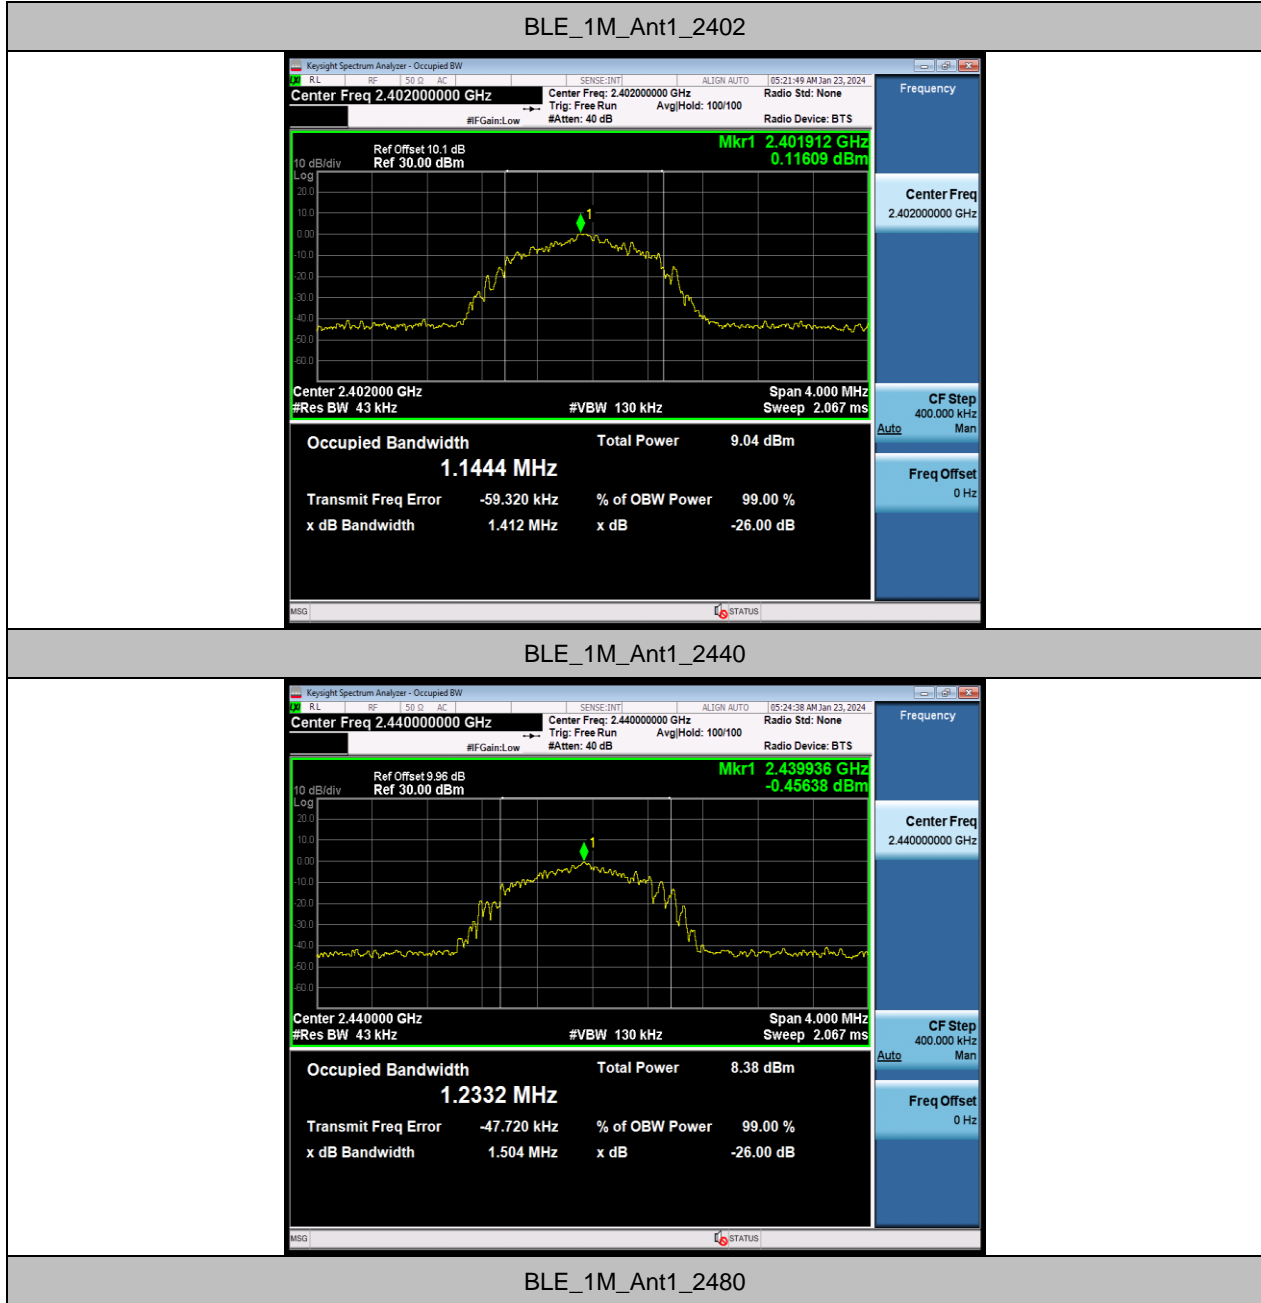 BLE_1M_Ant1_2402
Keysight Spectrum Analyzer - Occupied BW
RL RF 50 Ω AC SENSE:INT ALIGN AUTO 05:21:49 AM Jan 23, 2024
Center Freq 2.402000000 GHz
Center Freq: 2.402000000 GHz Radio Std: None
Trig: Free Run Avg|Hold: 100/100
#IFGain:Low #Atten: 40 dB Radio Device: BTS
Frequency
Mkr1 2.401912 GHz
0.11609 dBm
Ref Offset 10.1 dB
10 dB/div Ref 30.00 dBm
Log
20.0
10.0
0.00
-10.0
-20.0
-30.0
-40.0
-50.0
-60.0
1
Center Freq
2.402000000 GHz
Center 2.402000 GHz Span 4.000 MHz
#Res BW 43 kHz #VBW 130 kHz Sweep 2.067 ms
CF Step
400.000 kHz
Auto Man
Occupied Bandwidth Total Power 9.04 dBm
1.1444 MHz
Transmit Freq Error -59.320 kHz % of OBW Power 99.00 %
x dB Bandwidth 1.412 MHz x dB -26.00 dB
Freq Offset
0 Hz
MSG STATUS
BLE_1M_Ant1_2440
Keysight Spectrum Analyzer - Occupied BW
RL RF 50 Ω AC SENSE:INT ALIGN AUTO 05:24:38 AM Jan 23, 2024
Center Freq 2.440000000 GHz
Center Freq: 2.440000000 GHz Radio Std: None
Trig: Free Run Avg|Hold: 100/100
#IFGain:Low #Atten: 40 dB Radio Device: BTS
Frequency
Mkr1 2.439936 GHz
-0.45638 dBm
Ref Offset 9.96 dB
10 dB/div Ref 30.00 dBm
Log
20.0
10.0
0.00
-10.0
-20.0
-30.0
-40.0
-50.0
-60.0
1
Center Freq
2.440000000 GHz
Center 2.440000 GHz Span 4.000 MHz
#Res BW 43 kHz #VBW 130 kHz Sweep 2.067 ms
CF Step
400.000 kHz
Auto Man
Occupied Bandwidth Total Power 8.38 dBm
1.2332 MHz
Transmit Freq Error -47.720 kHz % of OBW Power 99.00 %
x dB Bandwidth 1.504 MHz x dB -26.00 dB
Freq Offset
0 Hz
MSG STATUS
BLE_1M_Ant1_2480